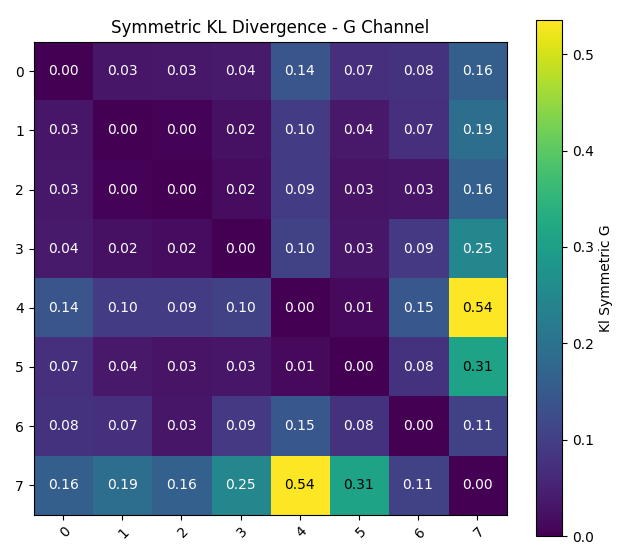 Symmetric KL Divergence - G Channel
0 0.00 0.03 0.03 0.04 0.14 0.07 0.08 0.16
1 0.03 0.00 0.00 0.02 0.10 0.04 0.07 0.19
2 0.03 0.00 0.00 0.02 0.09 0.03 0.03 0.16
3 0.04 0.02 0.02 0.00 0.10 0.03 0.09 0.25
4 0.14 0.10 0.09 0.10 0.00 0.01 0.15 0.54
5 0.07 0.04 0.03 0.03 0.01 0.00 0.08 0.31
6 0.08 0.07 0.03 0.09 0.15 0.08 0.00 0.11
7 0.16 0.19 0.16 0.25 0.54 0.31 0.11 0.00
0 1 2 3 4 5 6 7
0.5
0.4
0.3
0.2
0.1
0.0
Kl Symmetric G